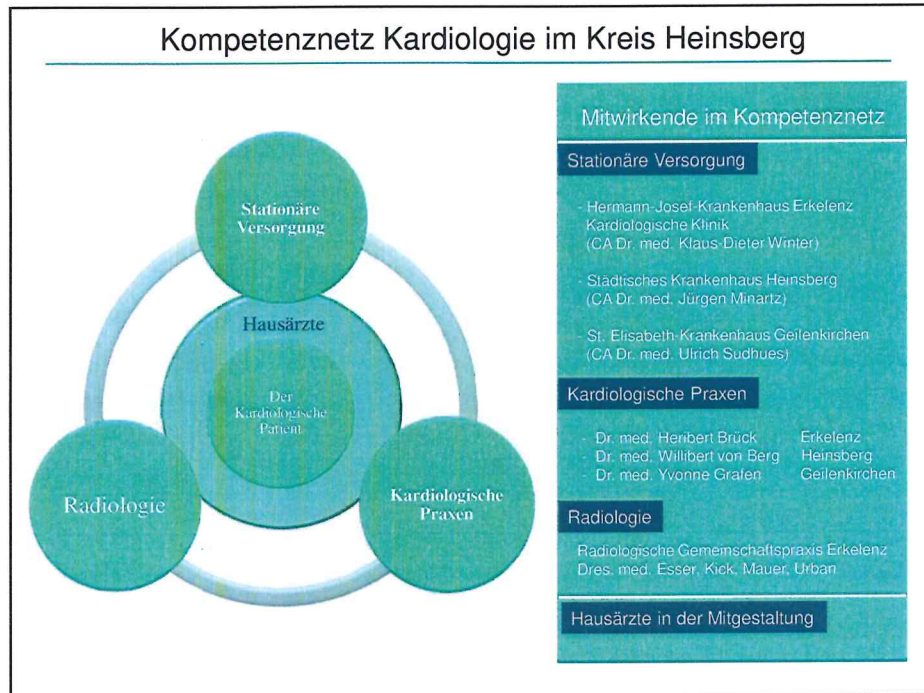 Kompetenznetz Kardiologie im Kreis Heinsberg
Stationäre
Versorgung
Hausärzte
Der
Kardiologische
Patient
Radiologie
Kardiologische
Praxen
Mitwirkende im Kompetenznetz
Stationäre Versorgung
- Hermann-Josef-Krankenhaus Erkelenz
Kardiologische Klinik
(CA Dr. med. Klaus-Dieter Winter)
- Städtisches Krankenhaus Heinsberg
(CA Dr. med. Jürgen Minartz)
- St. Elisabeth-Krankenhaus Geilenkirchen
(CA Dr. med. Ulrich Sudhues)
Kardiologische Praxen
- Dr. med. Heribert Brück Erkelenz
- Dr. med. Willibert von Berg Heinsberg
- Dr. med. Yvonne Grafen Geilenkirchen
Radiologie
Radiologische Gemeinschaftspraxis Erkelenz
Dres. med. Esser, Kick, Mauer, Urban
Hausärzte in der Mitgestaltung